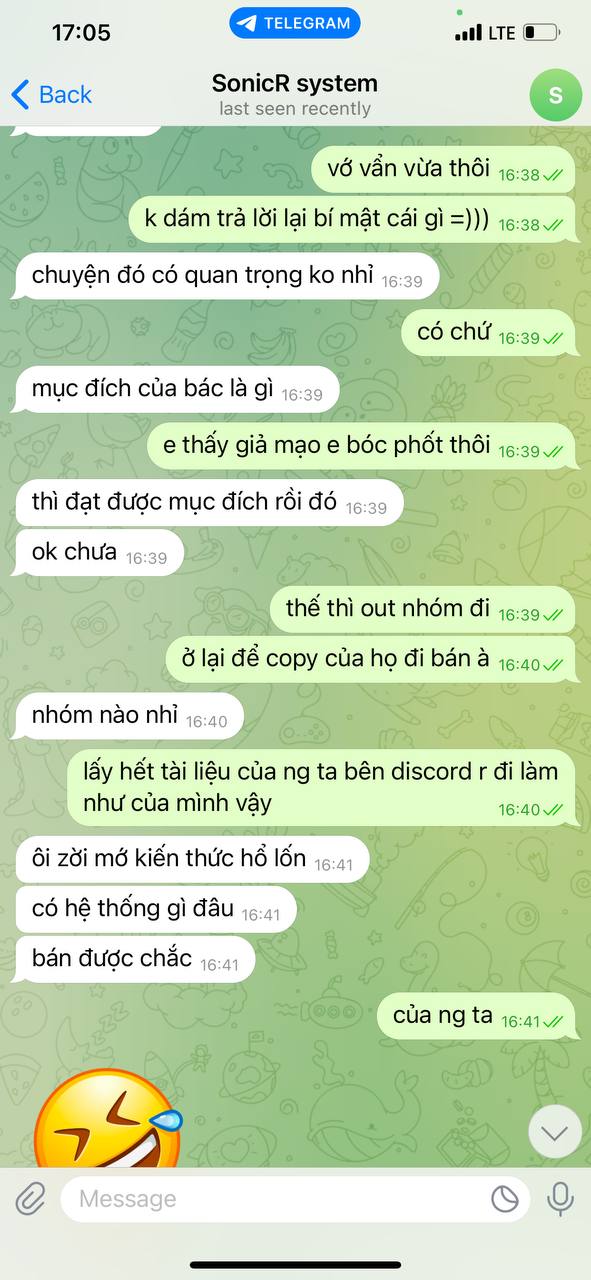 17:05
TELEGRAM
LTE
Back
SonicR system
last seen recently
S
vớ vẩn vừa thôi 16:38
k dám trả lời lại bí mật cái gì =))) 16:38
chuyện đó có quan trọng ko nhỉ 16:39
có chứ 16:39
mục đích của bác là gì 16:39
e thấy giả mạo e bóc phốt thôi 16:39
thì đạt được mục đích rồi đó 16:39
ok chưa 16:39
thế thì out nhóm đi 16:39
ở lại để copy của họ đi bán à 16:40
nhóm nào nhỉ 16:40
lấy hết tài liệu của ng ta bên discord r đi làm
như của mình vậy 16:40
ôi zời mớ kiến thức hổ lốn 16:41
có hệ thống gì đâu 16:41
bán được chắc 16:41
của ng ta 16:41
Message